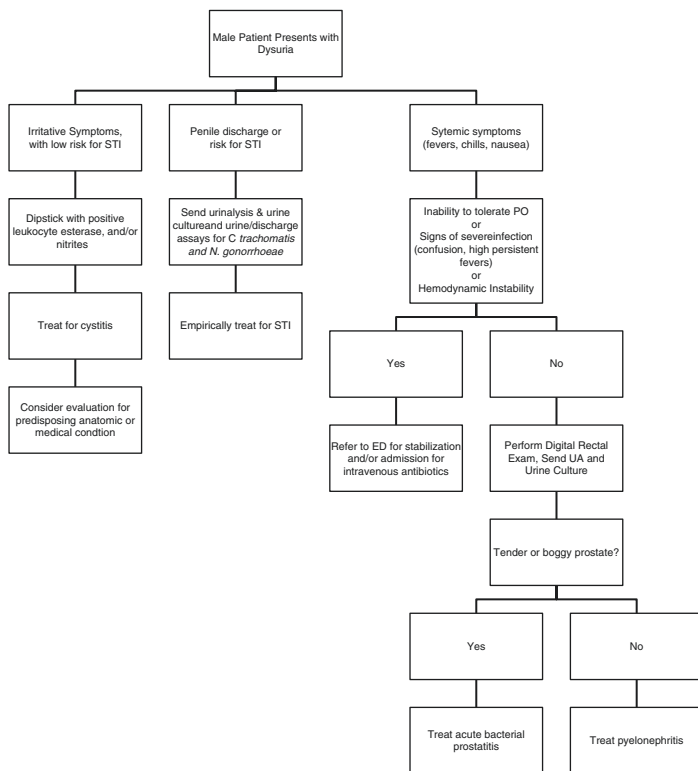 Male Patient Presents with
Dysuria
Irritative Symptoms,
with low risk for STI
Penile discharge or
risk for STI
Sytemic symptoms
(fevers, chills, nausea)
Dipstick with positive
leukocyte esterase, and/or
nitrites
Send urinalysis & urine
cultureand urine/discharge
assays for C trachomatis
and N. gonorrhoeae
Inability to tolerate PO
or
Signs of severeinfection
(confusion, high persistent
fevers)
or
Hemodynamic Instability
Treat for cystitis
Empirically treat for STI
Yes
No
Consider evaluation for
predisposing anatomic or
medical condtion
Refer to ED for stabilization
and/or admission for
intravenous antibiotics
Perform Digital Rectal
Exam, Send UA and
Urine Culture
Tender or boggy prostate?
Yes
No
Treat acute bacterial
prostatitis
Treat pyelonephritis